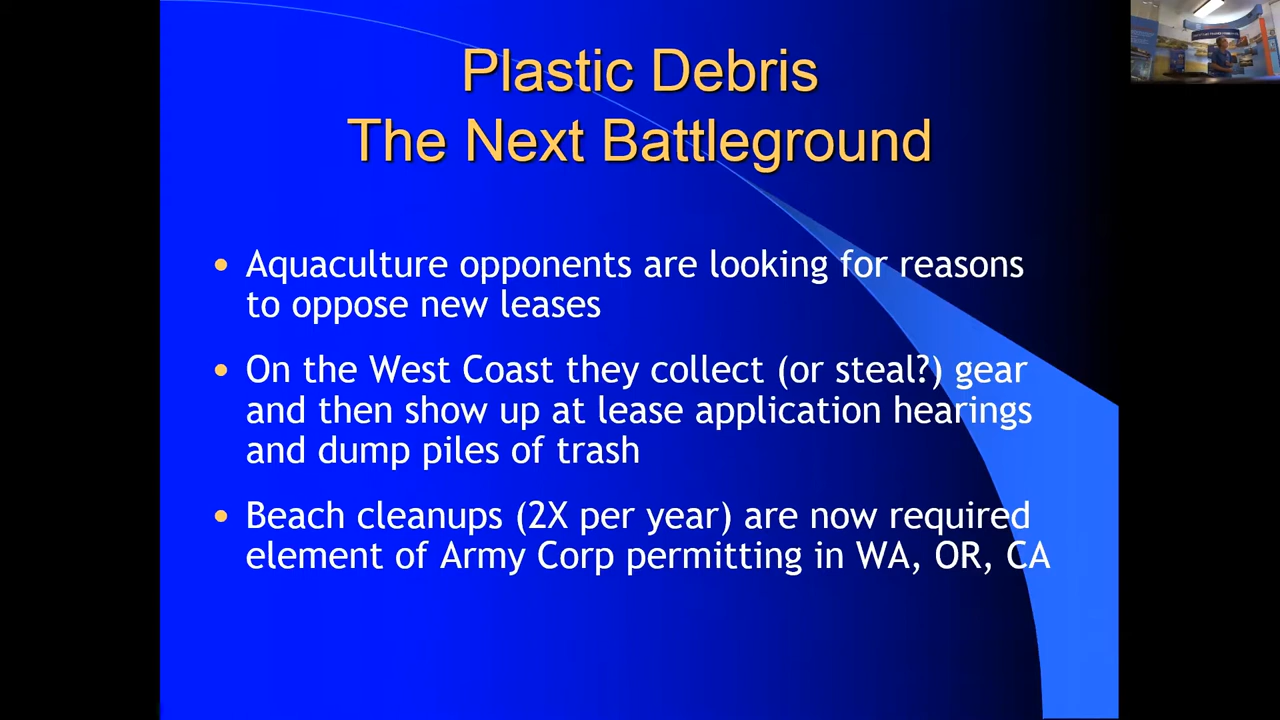 Plastic Debris
The Next Battleground
• Aquaculture opponents are looking for reasons
to oppose new leases
• On the West Coast they collect (or steal?) gear
and then show up at lease application hearings
and dump piles of trash
• Beach cleanups (2X per year) are now required
element of Army Corp permitting in WA, OR, CA